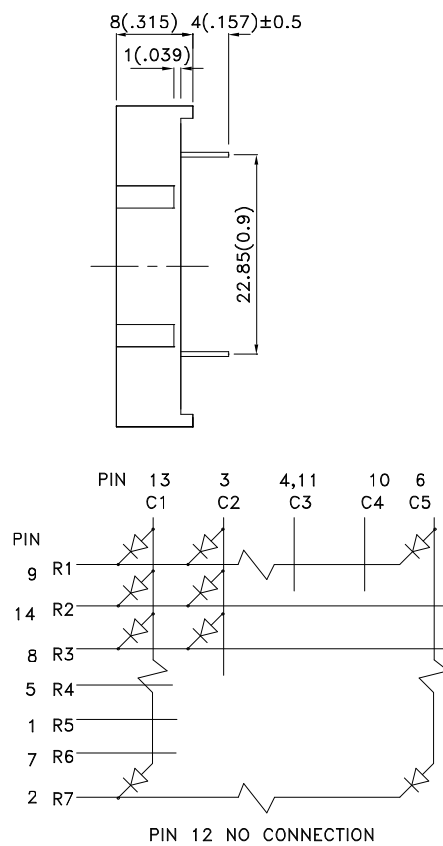 8(.315) 4(.157)±0.5
1(.039)
22.85(0.9)
PIN 13 3 4,11 10 6
C1 C2 C3 C4 C5
PIN
9 R1
14 R2
8 R3
5 R4
1 R5
7 R6
2 R7
PIN 12 NO CONNECTION